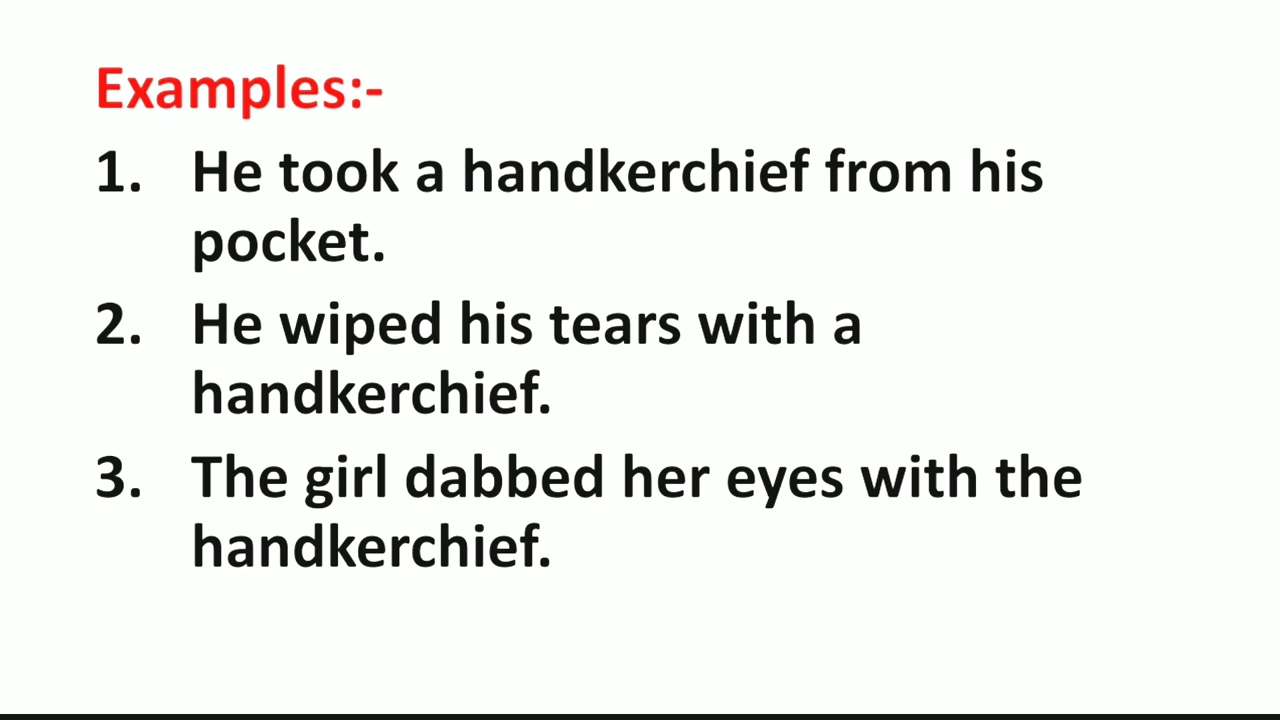 Examples:-
1. He took a handkerchief from his
pocket.
2. He wiped his tears with a
handkerchief.
3. The girl dabbed her eyes with the
handkerchief.